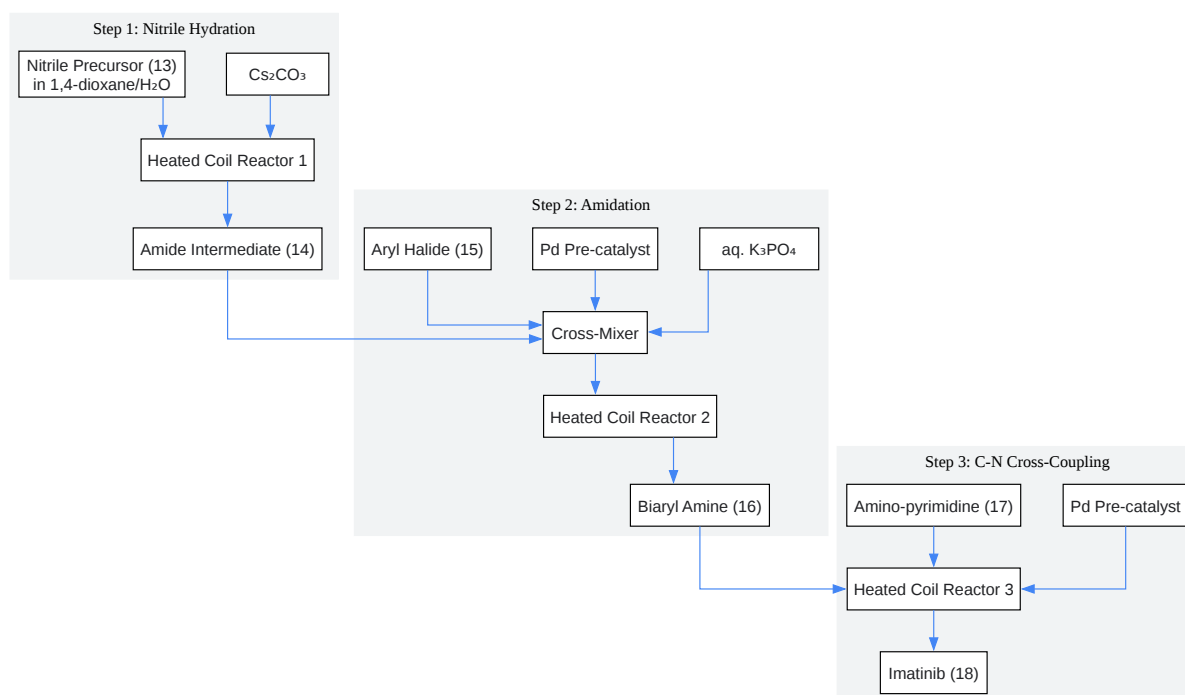 Step 1: Nitrile Hydration
Nitrile Precursor (13)
in 1,4-dioxane/H₂O
Cs₂CO₃
Heated Coil Reactor 1
Amide Intermediate (14)
Step 2: Amidation
Aryl Halide (15)
Pd Pre-catalyst
aq. K₃PO₄
Cross-Mixer
Heated Coil Reactor 2
Biaryl Amine (16)
Step 3: C-N Cross-Coupling
Amino-pyrimidine (17)
Pd Pre-catalyst
Heated Coil Reactor 3
Imatinib (18)